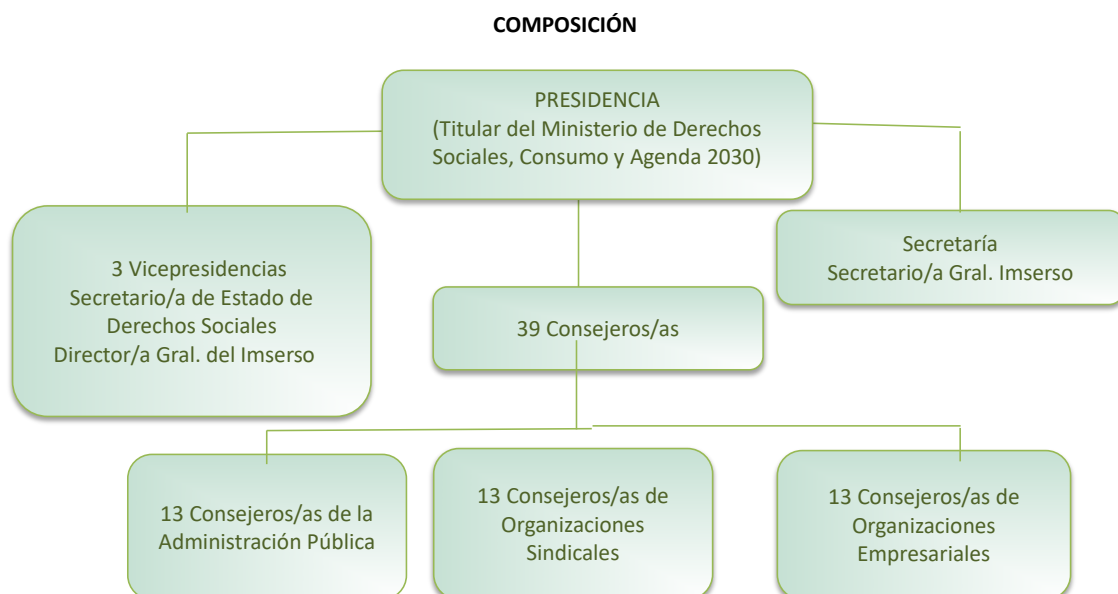 COMPOSICIÓN
PRESIDENCIA
(Titular del Ministerio de Derechos
Sociales, Consumo y Agenda 2030)
3 Vicepresidencias
Secretario/a de Estado de
Derechos Sociales
Director/a Gral. del Imserso
Secretaría
Secretario/a Gral. Imserso
39 Consejeros/as
13 Consejeros/as de la
Administración Pública
13 Consejeros/as de
Organizaciones
Sindicales
13 Consejeros/as de
Organizaciones
Empresariales